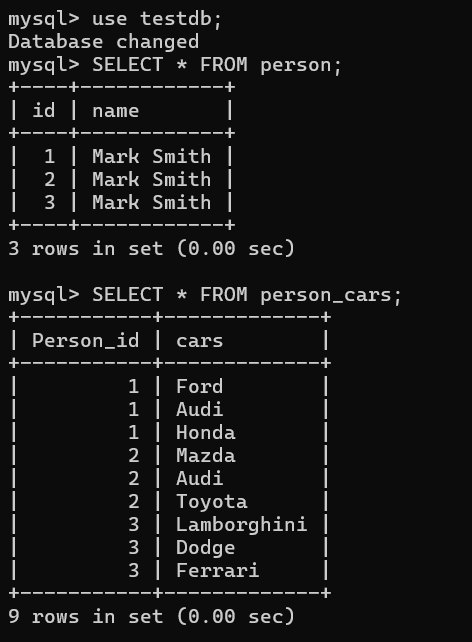 mysql> use testdb;
Database changed
mysql> SELECT * FROM person;
+----+------------+
| id | name       |
+----+------------+
|  1 | Mark Smith |
|  2 | Mark Smith |
|  3 | Mark Smith |
+----+------------+
3 rows in set (0.00 sec)

mysql> SELECT * FROM person_cars;
+-----------+-------------+
| Person_id | cars        |
+-----------+-------------+
|         1 | Ford        |
|         1 | Audi        |
|         1 | Honda       |
|         2 | Mazda       |
|         2 | Audi        |
|         2 | Toyota      |
|         3 | Lamborghini |
|         3 | Dodge       |
|         3 | Ferrari     |
+-----------+-------------+
9 rows in set (0.00 sec)